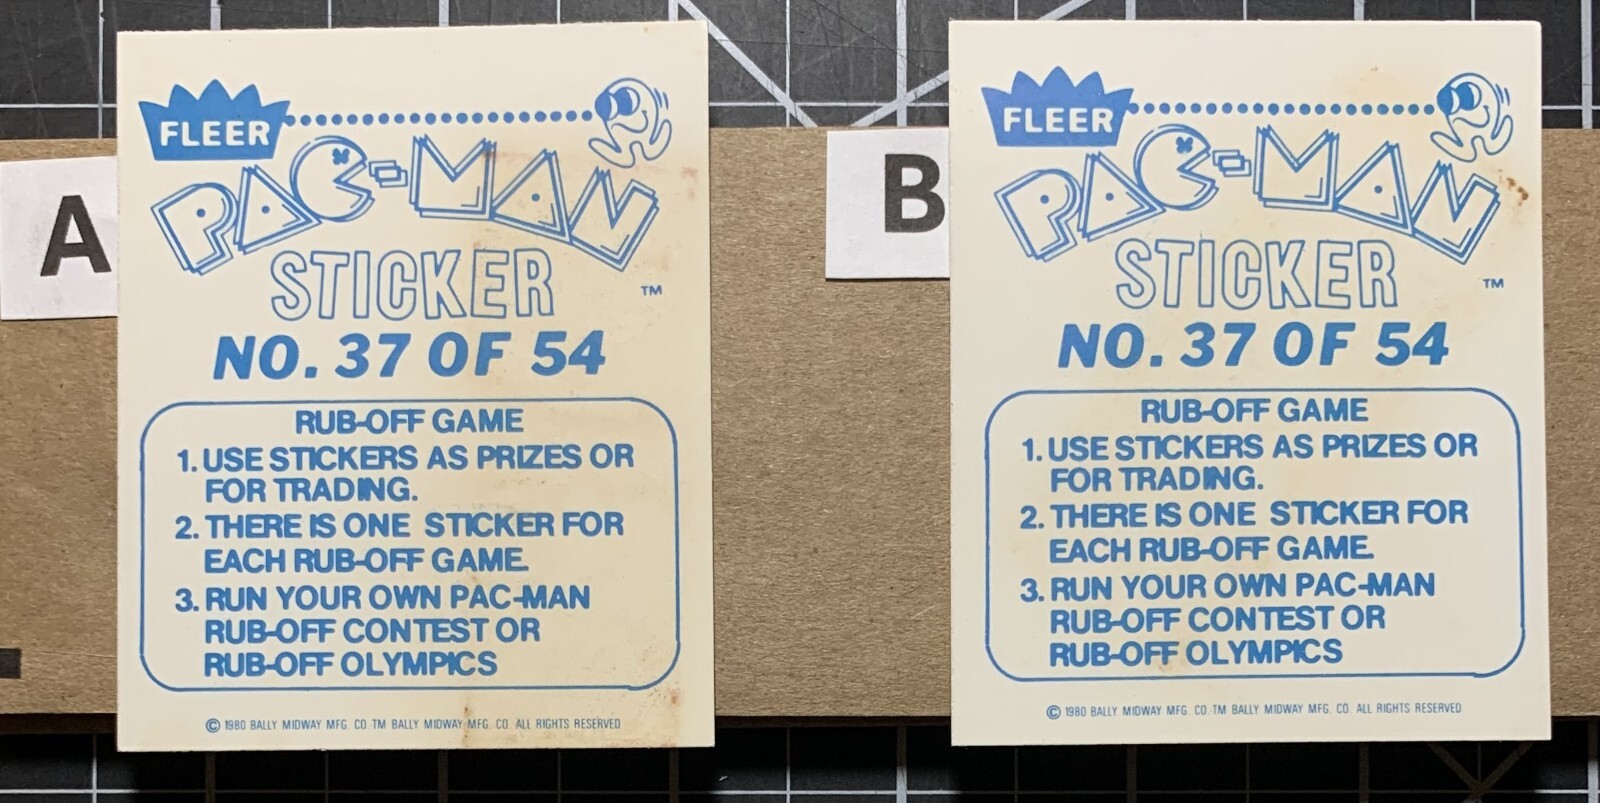 A
FLEER
PAC-MAN
STICKER
TM
NO. 37 OF 54
RUB-OFF GAME
1. USE STICKERS AS PRIZES OR
FOR TRADING.
2. THERE IS ONE STICKER FOR
EACH RUB-OFF GAME.
3. RUN YOUR OWN PAC-MAN
RUB-OFF CONTEST OR
RUB-OFF OLYMPICS
© 1980 BALLY MIDWAY MFG. CO. TM BALLY MIDWAY MFG. CO. ALL RIGHTS RESERVED
B
FLEER
PAC-MAN
STICKER
TM
NO. 37 OF 54
RUB-OFF GAME
1. USE STICKERS AS PRIZES OR
FOR TRADING.
2. THERE IS ONE STICKER FOR
EACH RUB-OFF GAME.
3. RUN YOUR OWN PAC-MAN
RUB-OFF CONTEST OR
RUB-OFF OLYMPICS
© 1980 BALLY MIDWAY MFG. CO. TM BALLY MIDWAY MFG. CO. ALL RIGHTS RESERVED